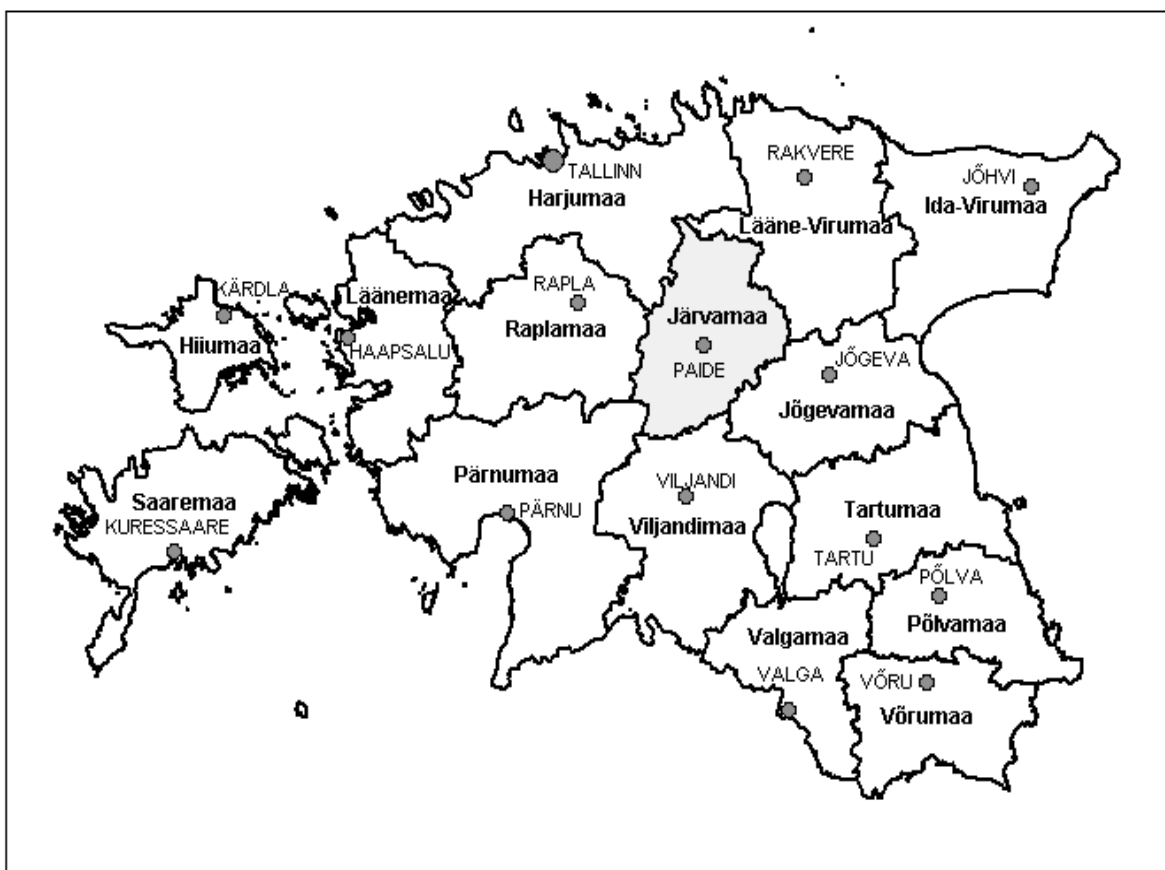 RAKVERE
TALLINN
JÕHVI
Harjumaa
Ida-Virumaa
Lääne-Virumaa
KÄRDLA
Läänemaa
RAPLA
Järvamaa
Raplamaa
Hiiumaa
HAAPSALU
PAIDE
JÕGEVA
Jõgevamaa
Pärnumaa
VILJANDI
Saaremaa
KURESSAARE
PÄRNU
Viljandimaa
Tartumaa
TARTU
PÕLVA
Põlvamaa
Valgamaa
VALGA
VÕRU
Võrumaa